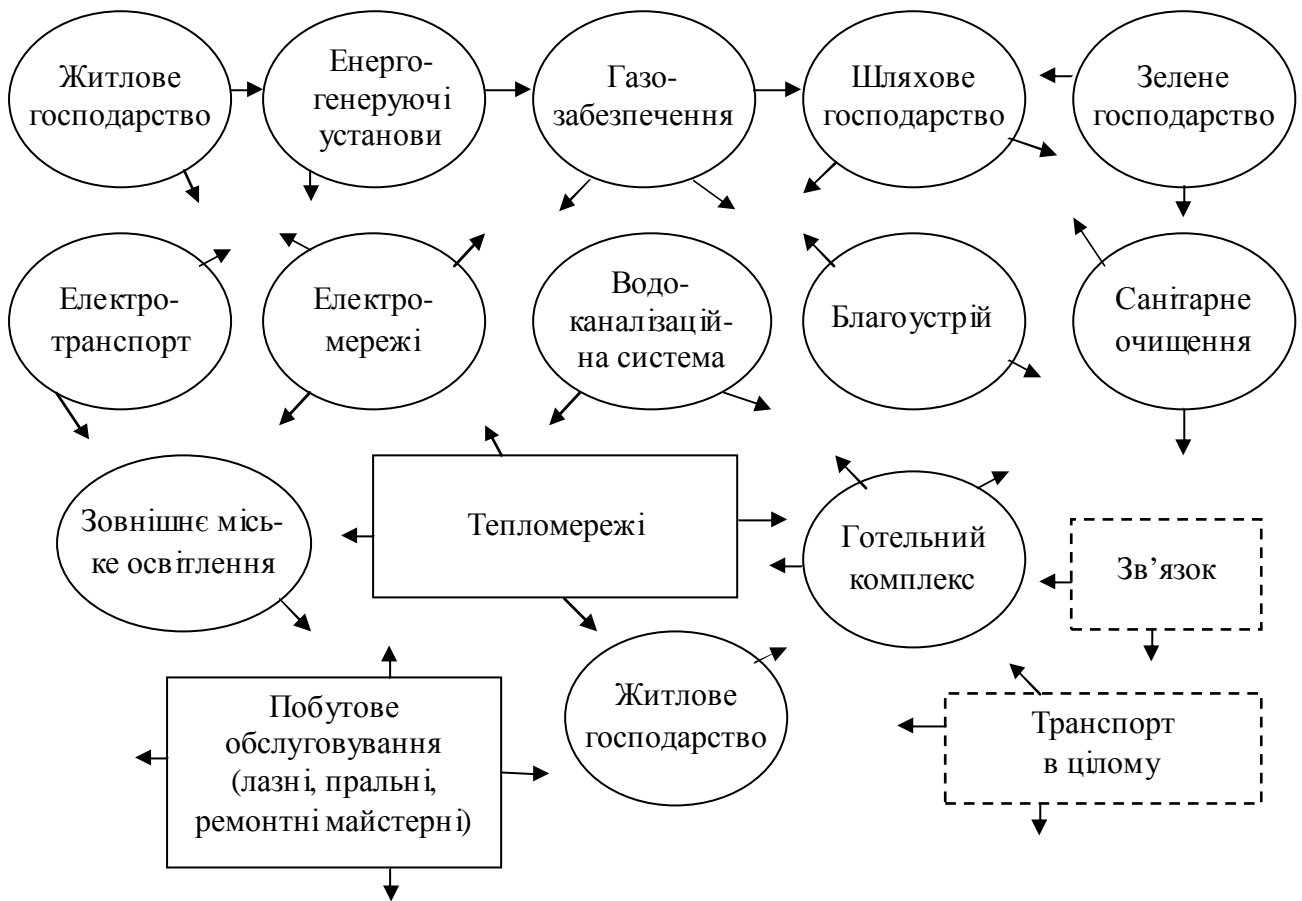 Житлове
господарство
Енерго-
генеруючі
установи
Газо-
забезпечення
Шляхове
господарство
Зелене
господарство
Електро-
транспорт
Електро-
мережі
Водо-
каналізацій-
на система
Благоустрій
Санітарне
очищення
Зовнішнє місь-
ке освітлення
Тепломережі
Готельний
комплекс
Зв’язок
Побутове
обслуговування
(лазні, пральні,
ремонтні майстерні)
Житлове
господарство
Транспорт
в цілому